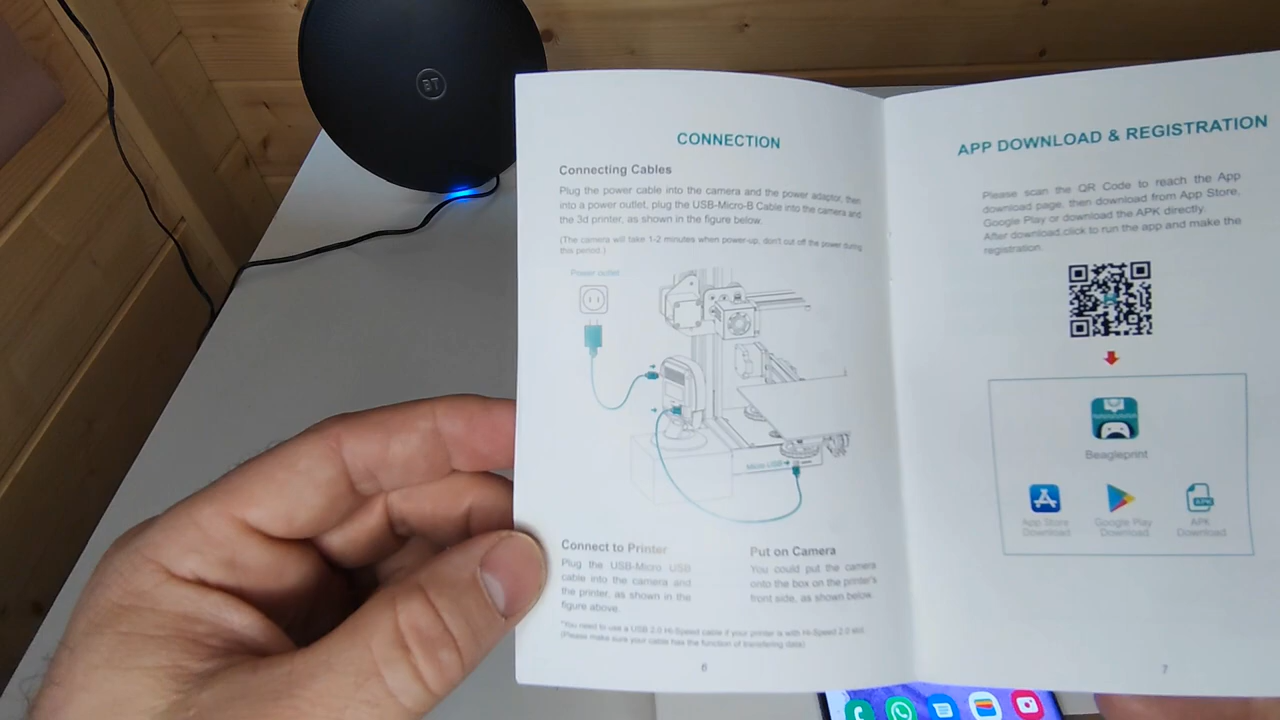 BT
CONNECTION
Connecting Cables
Plug the power cable into the camera and the power adaptor, then
into a power outlet, plug the USB-Micro-B Cable into the camera and
the 3d printer, as shown in the figure below.
(The camera will take 1-2 minutes when power-up, don't cut off the power during
this period.)
Power outlet
Micro USB
Connect to Printer
Plug the USB-Micro USB
cable into the camera and
the printer, as shown in the
figure above.
Put on Camera
You could put the camera
onto the box on the printer's
front side, as shown below.
*You need to use a USB 2.0 Hi-Speed cable if your printer is with Hi-Speed 2.0 slot.
(Please make sure your cable has the function of transferring data)
6
APP DOWNLOAD & REGISTRATION
Please scan the QR Code to reach the App
download page, then download from App Store,
Google Play or download the APK directly.
After download,click to run the app and make the
registration.
Beagleprint
APK
App Store
Download
Google Play
Download
APK
Download
7